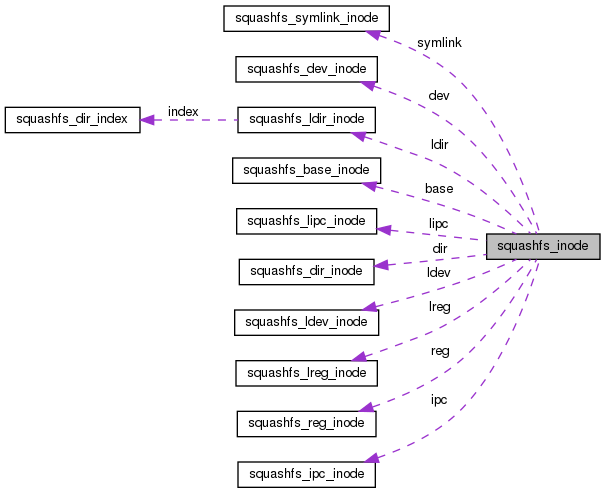 squashfs_symlink_inode
symlink
squashfs_dev_inode
dev
squashfs_dir_index
index
squashfs_ldir_inode
ldir
squashfs_base_inode
base
squashfs_lipc_inode
lipc
squashfs_inode
dir
squashfs_dir_inode
ldev
squashfs_ldev_inode
lreg
squashfs_lreg_inode
reg
squashfs_reg_inode
ipc
squashfs_ipc_inode